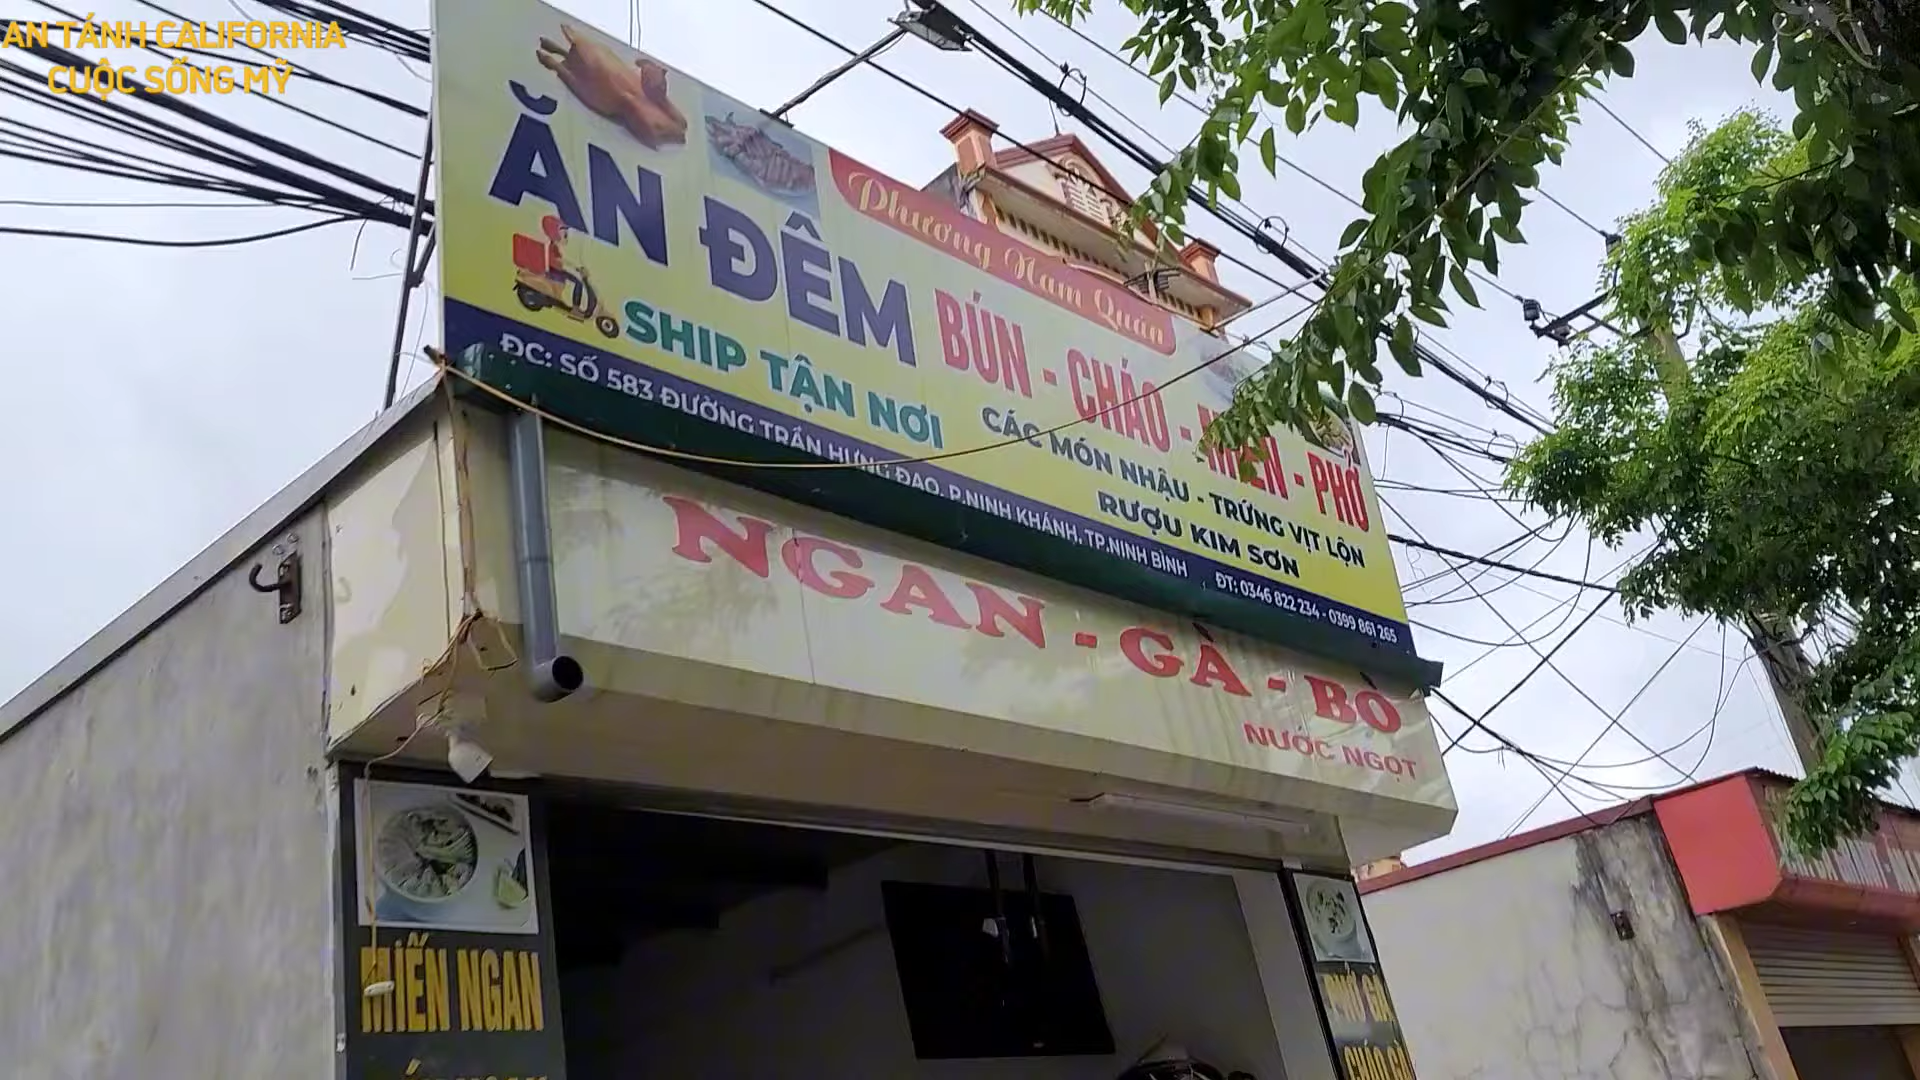 AN TÁNH CALIFORNIA
CUỘC SỐNG MỸ
Phương Nam Quán
ĂN ĐÊM
BÚN - CHÁO - MIẾN - PHỞ
SHIP TẬN NƠI
CÁC MÓN NHẬU - TRỨNG VỊT LỘN
RƯỢU KIM SƠN
ĐC: SỐ 583 ĐƯỜNG TRẦN HƯNG ĐẠO, P.NINH KHÁNH, TP.NINH BÌNH ĐT: 0346 822 234 - 0399 861 265
NGAN - GÀ - BÒ
NƯỚC NGỌT
MIẾN NGAN
PHỞ GÀ
CHÁO GÀ